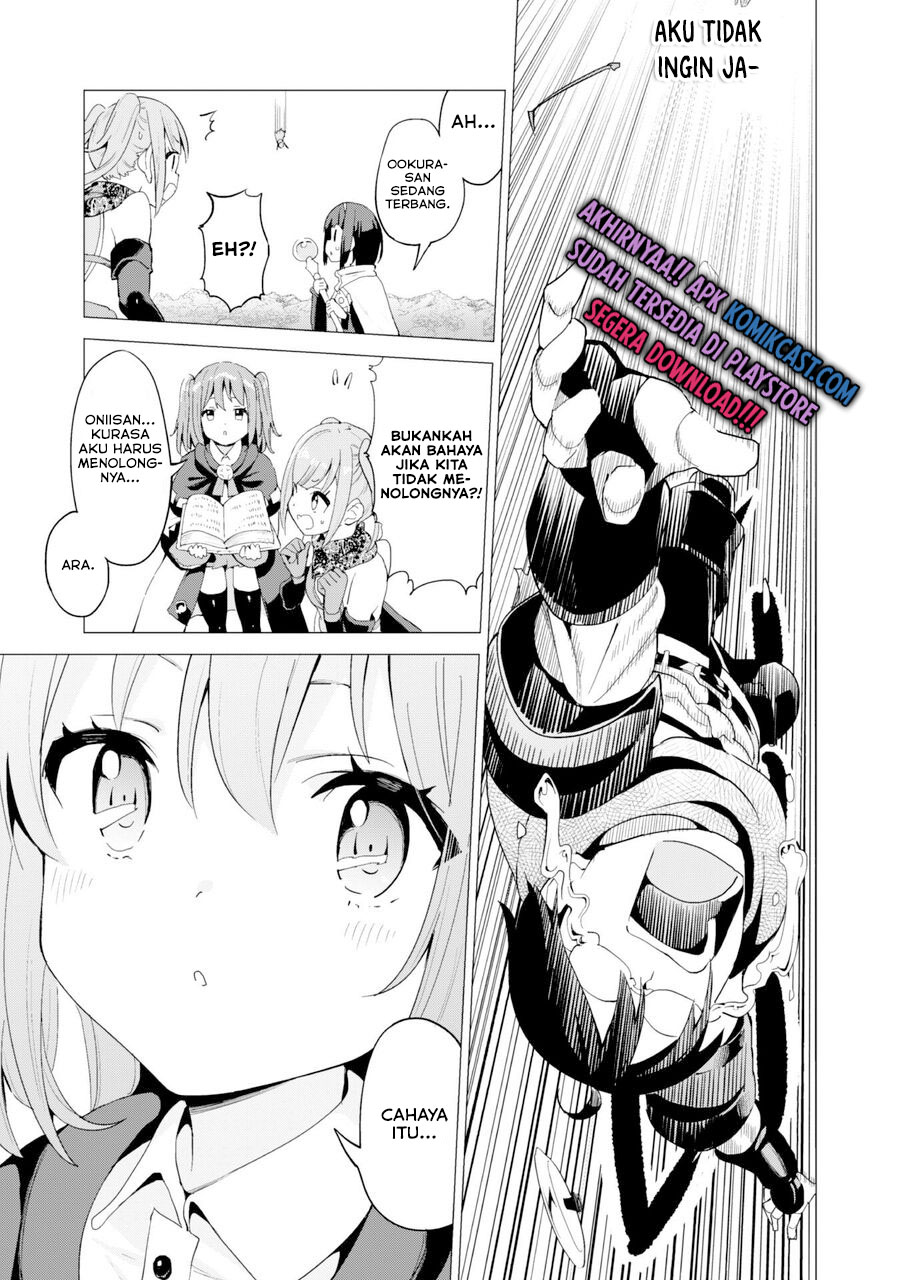 AKU TIDAK
INGIN JA-
AKHIRNYAA!! APK KOMIKCAST.COM
SUDAH TERSEDIA DI PLAYSTORE
SEGERA DOWNLOAD!!!
AH...
OOKURA-
SAN
SEDANG
TERBANG.
EH?!
BUKANKAH
AKAN BAHAYA
JIKA KITA
TIDAK ME-
NOLONGNYA?!
ONIISAN...
KURASA
AKU HARUS
MENOLONG-
NYA...
ARA.
CAHAYA
ITU...